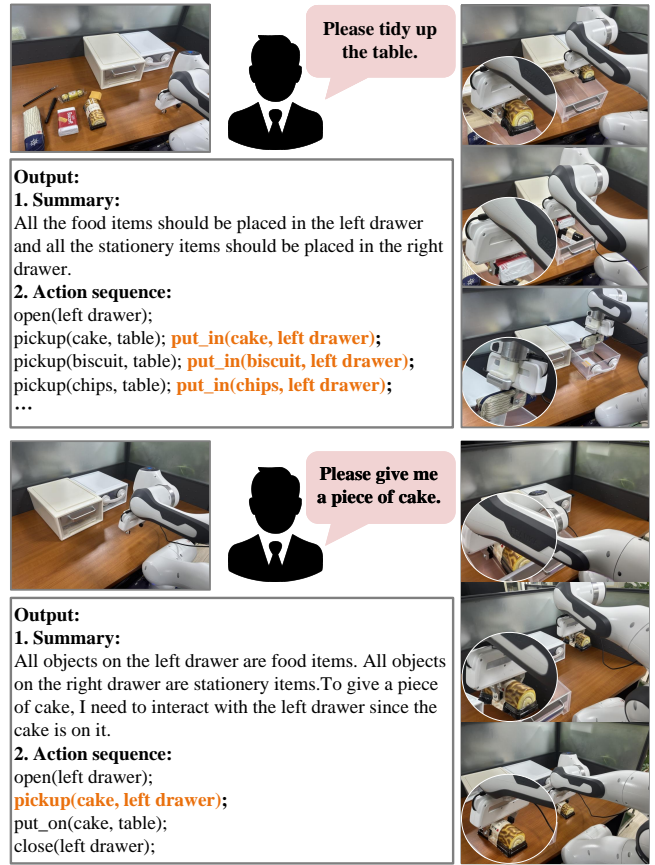 Please tidy up
the table.
Output:
1. Summary:
All the food items should be placed in the left drawer
and all the stationery items should be placed in the right
drawer.
2. Action sequence:
open(left drawer);
pickup(cake, table); put_in(cake, left drawer);
pickup(biscuit, table); put_in(biscuit, left drawer);
pickup(chips, table); put_in(chips, left drawer);
…
Please give me
a piece of cake.
Output:
1. Summary:
All objects on the left drawer are food items. All objects
on the right drawer are stationery items.To give a piece
of cake, I need to interact with the left drawer since the
cake is on it.
2. Action sequence:
open(left drawer);
pickup(cake, left drawer);
put_on(cake, table);
close(left drawer);